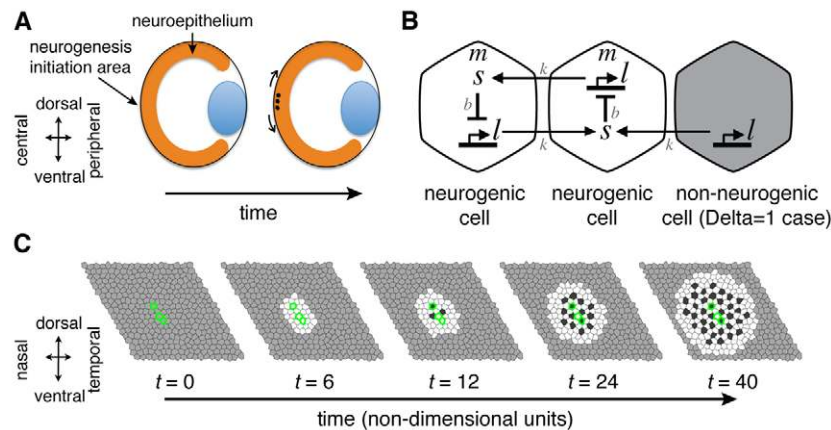 A
neuroepithelium
neurogenesis
initiation area
dorsal
central
peripheral
ventral
time
B
m
s
k
l
b
l
k
m
l
b
s
k
l
neurogenic
cell
neurogenic
cell
non-neurogenic
cell (Delta=1 case)
C
dorsal
nasal
temporal
ventral
t = 0
t = 6
t = 12
t = 24
t = 40
time (non-dimensional units)